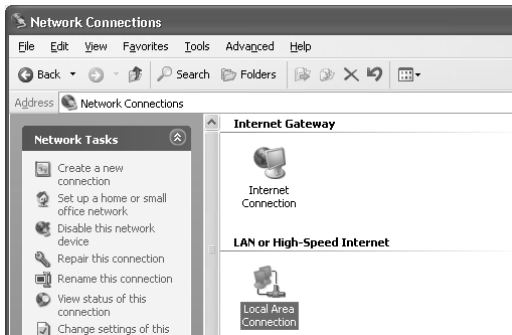 Network Connections
File Edit View Favorites Tools Advanced Help
Back Search Folders
Address Network Connections
Network Tasks
Create a new
connection
Set up a home or small
office network
Disable this network
device
Repair this connection
Rename this connection
View status of this
connection
Change settings of this
Internet Gateway
Internet
Connection
LAN or High-Speed Internet
Local Area
Connection